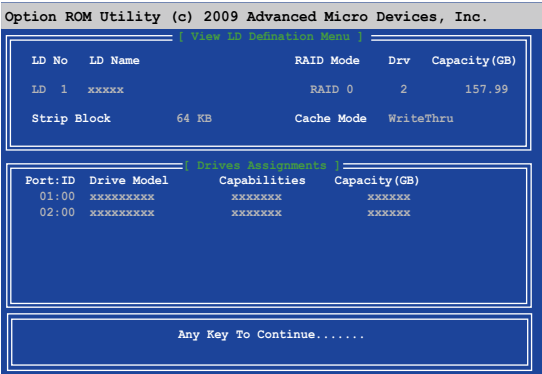 Option ROM Utility (c) 2009 Advanced Micro Devices, Inc.
[ View LD Defination Menu ]
LD No LD Name RAID Mode Drv Capacity(GB)
LD 1 xxxxx RAID 0 2 157.99
Strip Block 64 KB Cache Mode WriteThru
[ Drives Assignments ]
Port:ID Drive Model Capabilities Capacity(GB)
01:00 xxxxxxxxx xxxxxxx xxxxxx
02:00 xxxxxxxxx xxxxxxx xxxxxx
Any Key To Continue.......